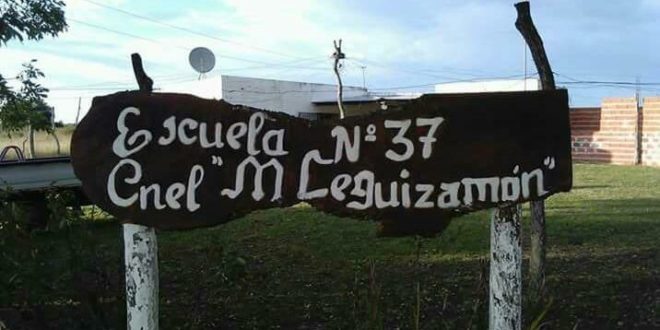 Escuela Nº 37
Cnel "M Leguizamón"